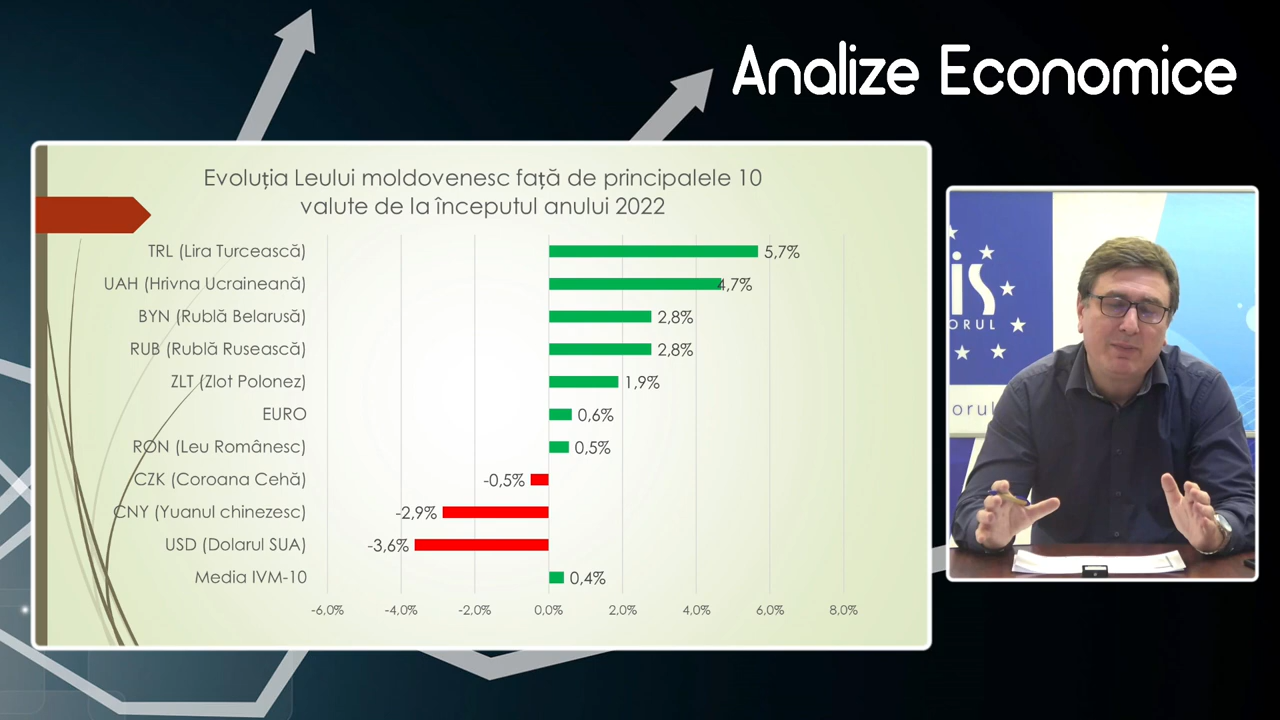 Analize Economice
Evoluția Leului moldovenesc față de principalele 10
valute de la începutul anului 2022
TRL (Lira Turcească) 5,7%
UAH (Hrivna Ucraineană) 4,7%
BYN (Rublă Belarusă) 2,8%
RUB (Rublă Rusească) 2,8%
ZLT (Zlot Polonez) 1,9%
EURO 0,6%
RON (Leu Românesc) 0,5%
CZK (Coroana Cehă) -0,5%
CNY (Yuanul chinezesc) -2,9%
USD (Dolarul SUA) -3,6%
Media IVM-10 0,4%
-6,0% -4,0% -2,0% 0,0% 2,0% 4,0% 6,0% 8,0%